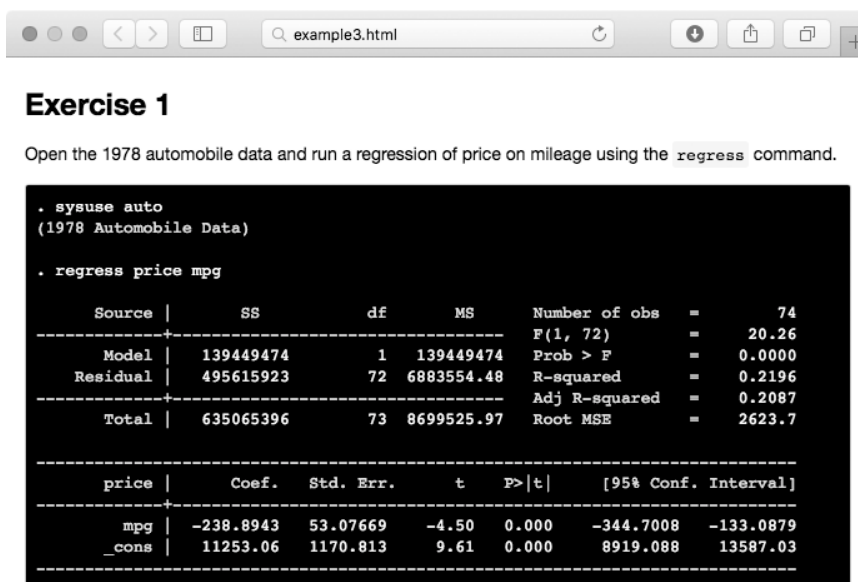 example3.html
Exercise 1
Open the 1978 automobile data and run a regression of price on mileage using the regress command.
. sysuse auto
(1978 Automobile Data)
. regress price mpg
Source | SS df MS Number of obs = 74
-------------+---------------------------------- F(1, 72) = 20.26
Model | 139449474 1 139449474 Prob > F = 0.0000
Residual | 495615923 72 6883554.48 R-squared = 0.2196
-------------+---------------------------------- Adj R-squared = 0.2087
Total | 635065396 73 8699525.97 Root MSE = 2623.7
------------------------------------------------------------------------------
price | Coef. Std. Err. t P>|t| [95% Conf. Interval]
-------------+----------------------------------------------------------------
mpg | -238.8943 53.07669 -4.50 0.000 -344.7008 -133.0879
_cons | 11253.06 1170.813 9.61 0.000 8919.088 13587.03
------------------------------------------------------------------------------